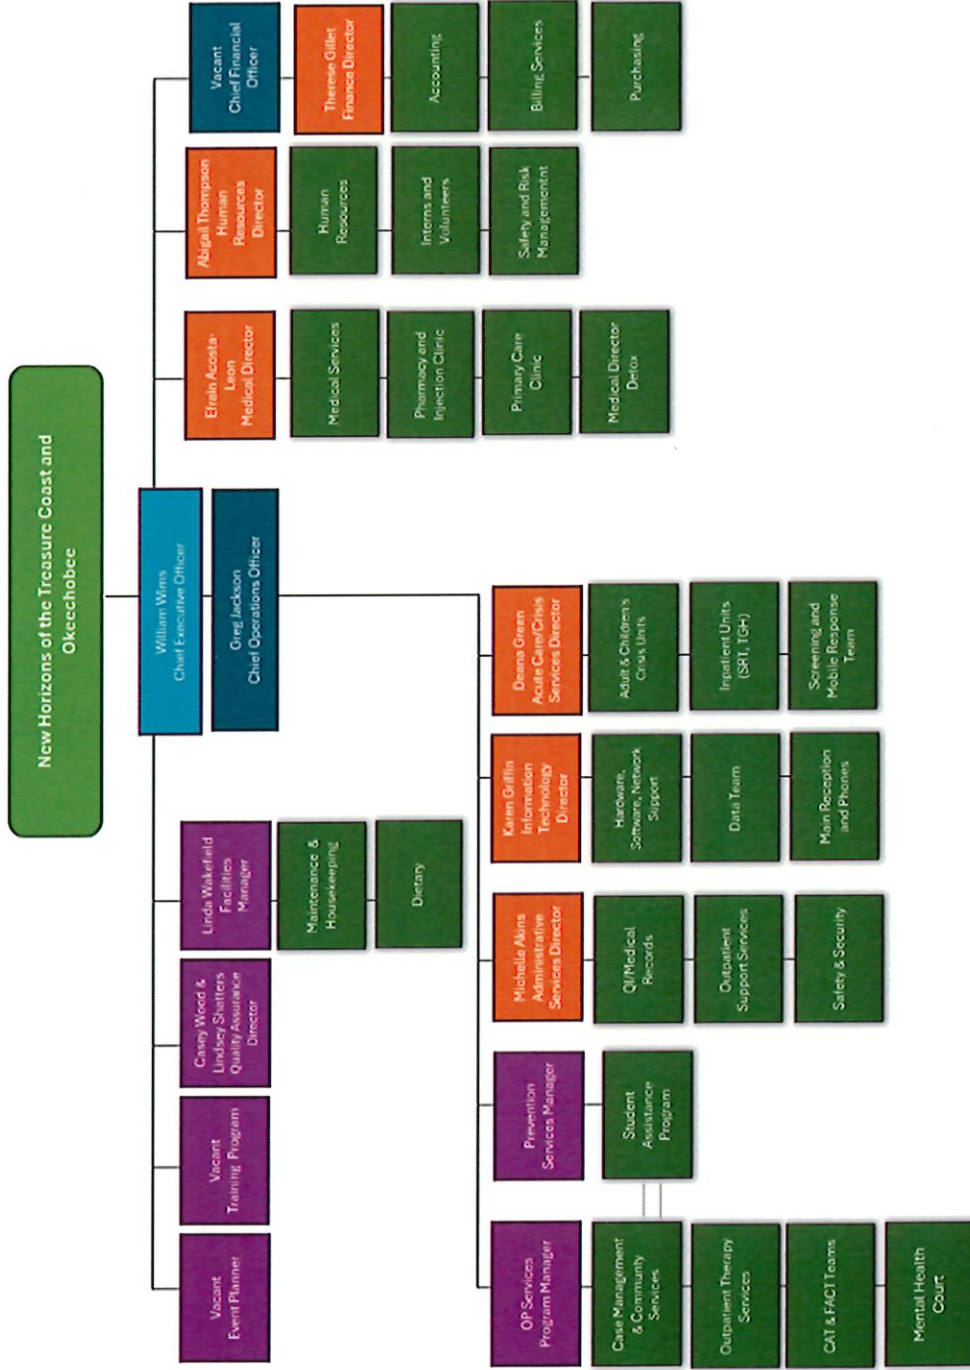 New Horizons of the Treasure Coast and
Okeechobee
William Wims
Chief Executive Officer
Greg Jackson
Chief Operations Officer
Vacant
Event Planner
Vacant
Training Program
Casey Wood &
Lindsey Shatters
Quality Assurance
Director
Linda Wakefield
Facilities
Manager
Maintenance &
Housekeeping
Dietary
Efrain Acosta-
Leon
Medical Director
Medical Services
Pharmacy and
Injection Clinic
Primary Care
Clinic
Medical Director
Detox
Abigail Thompson
Human
Resources
Director
Human
Resources
Interns and
Volunteers
Safety and Risk
Managementnt
Vacant
Chief Financial
Officer
Therese Gillet
Finance Director
Accounting
Billing Services
Purchasing
OP Services
Program Manager
Case Management
& Community
Services
Outpatient Therapy
Services
CAT & FACT Teams
Mental Health
Court
Prevention
Services Manager
Student
Assistance
Program
Michelle Akins
Administrative
Services Director
QI/Medical
Records
Outpatient
Support Services
Safety & Security
Karen Griffin
Information
Technology
Director
Hardware,
Software, Network
Support
Data Team
Main Reception
and Phones
Deana Green
Acute Care/Crisis
Services Director
Adult & Children's
Crisis Units
Inpatient Units
(SRT, TGH)
Screening and
Mobile Response
Team